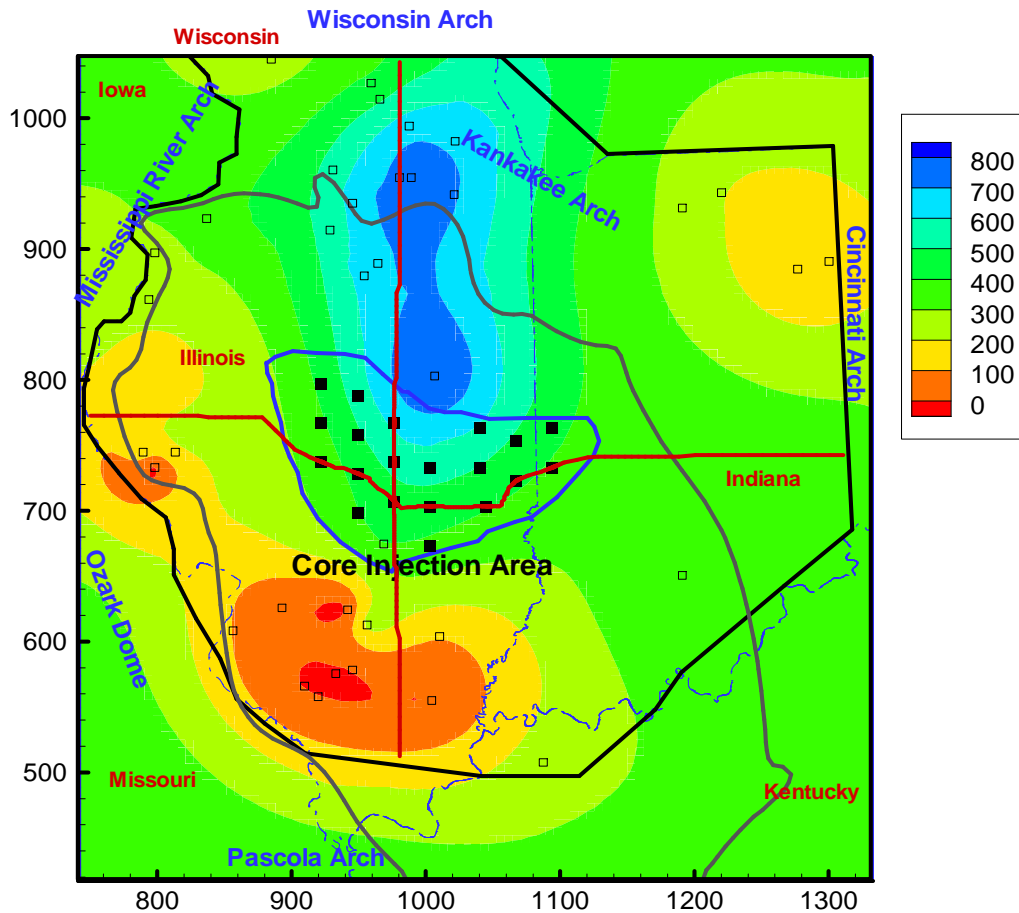 Wisconsin Arch
Wisconsin
Iowa
Mississippi River Arch
Kankakee Arch
Cincinnati Arch
Illinois
Indiana
Core Injection Area
Ozark Dome
Missouri
Kentucky
Pascola Arch
1000
900
800
700
600
500
800 900 1000 1100 1200 1300
800
700
600
500
400
300
200
100
0